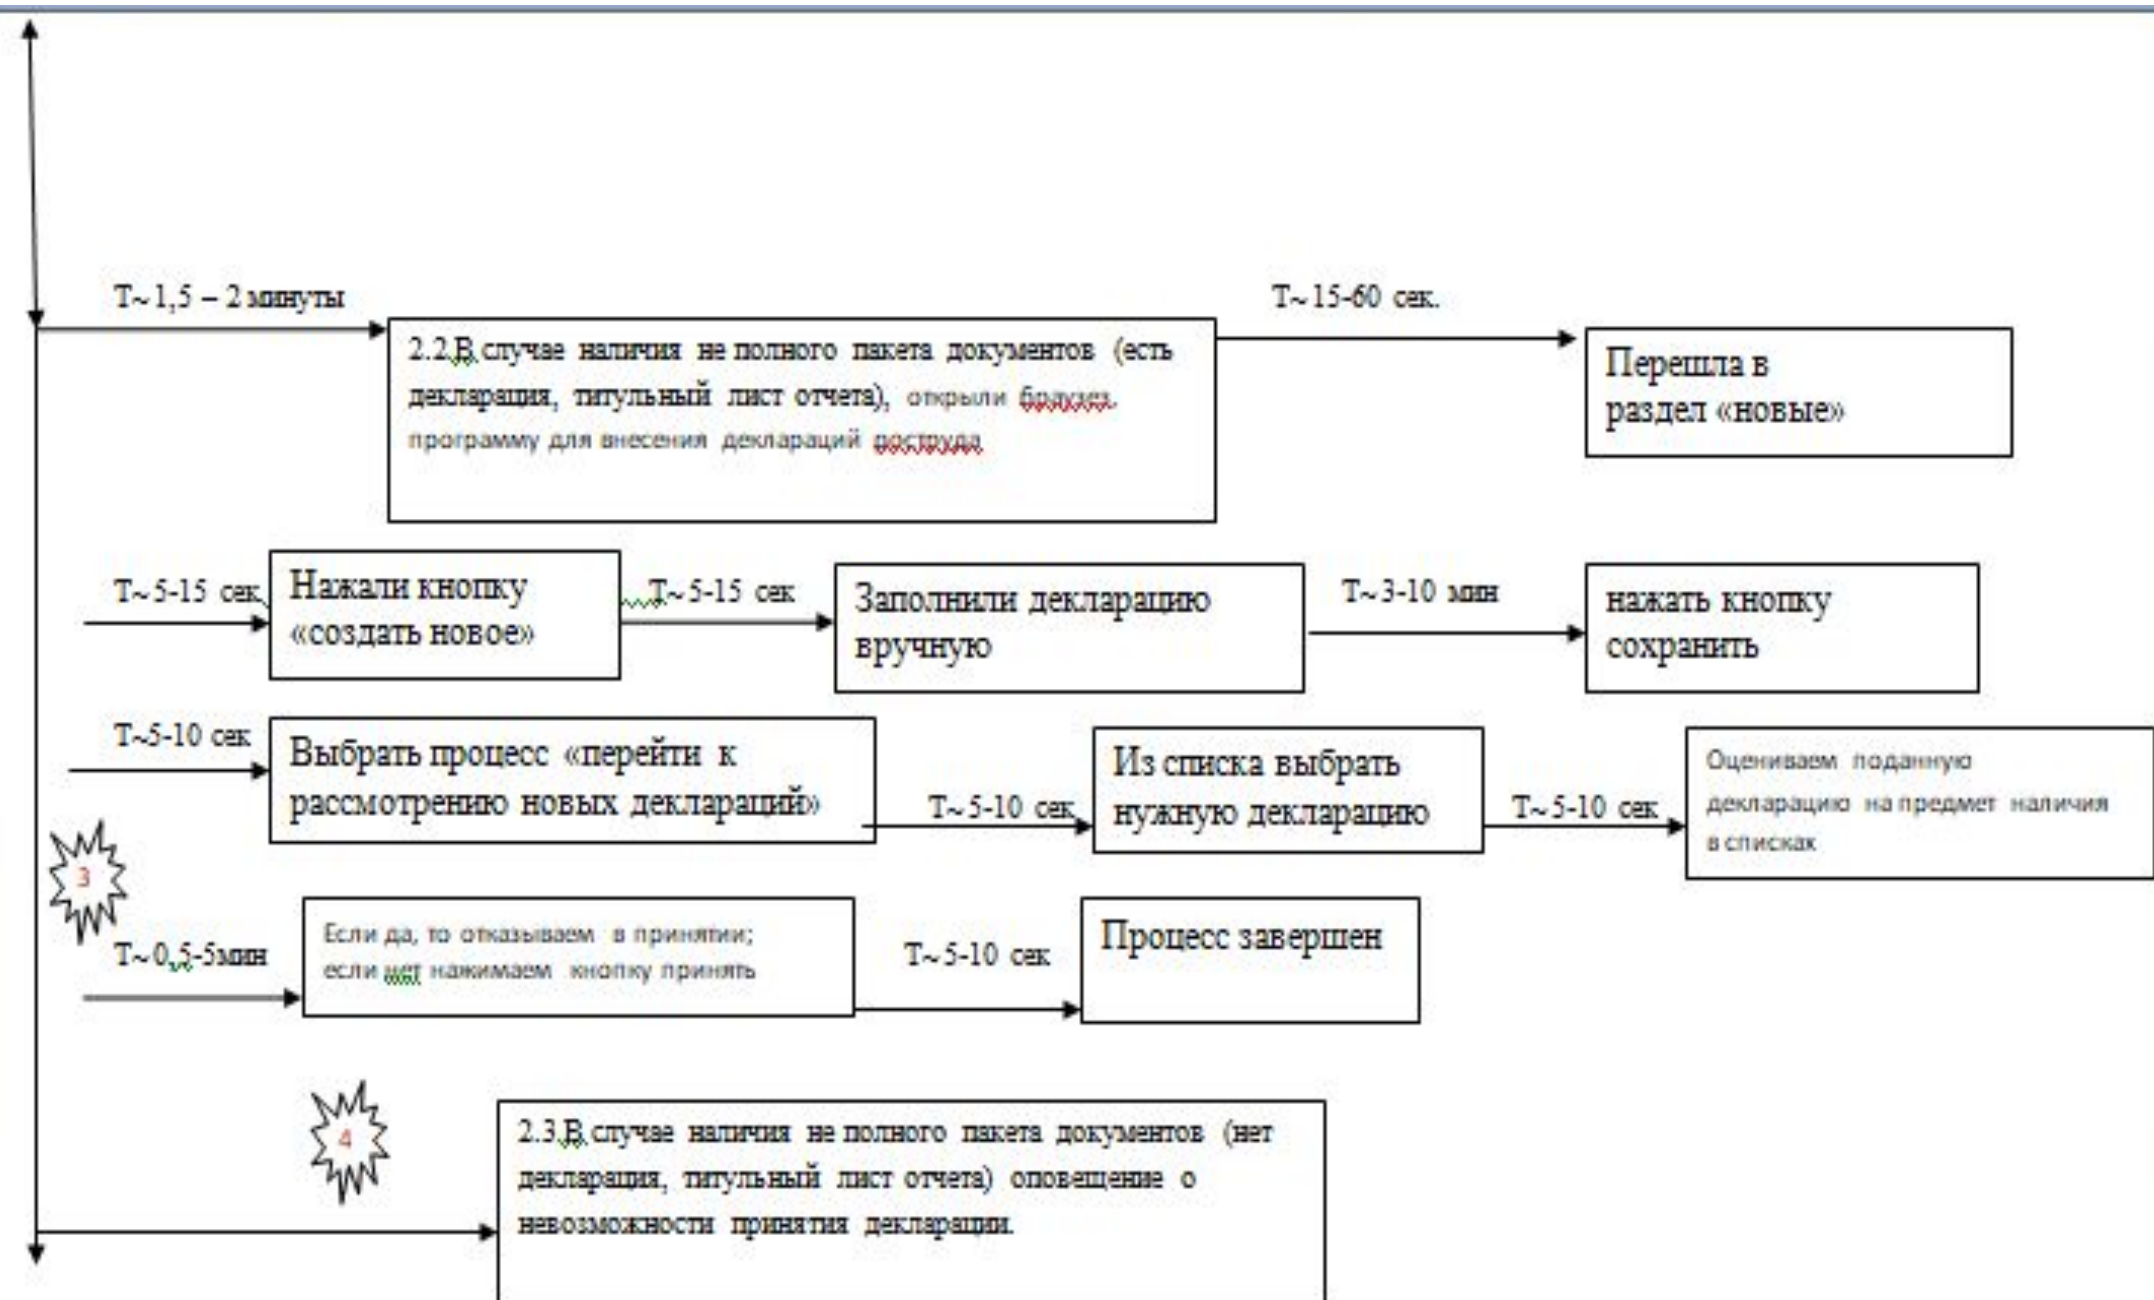 T~ 1,5 – 2 минуты
T~ 15-60 сек.
2.2.В случае наличия не полного пакета документов (есть
декларация, титульный лист отчета), открыли браузез,
программу для внесения деклараций роструда
Перешла в
раздел «новые»
T~ 5-15 сек
Нажали кнопку
«создать новое»
T~ 5-15 сек
Заполнили декларацию
вручную
T~ 3-10 мин
нажать кнопку
сохранить
T~5-10 сек
Выбрать процесс «перейти к
рассмотрению новых деклараций»
T~ 5-10 сек
Из списка выбрать
нужную декларацию
T~ 5-10 сек
Оцениваем поданную
декларацию на предмет наличия
в списках
3
T~ 0,5-5мин
Если да, то отказываем в принятии;
если нет нажимаем кнопку принять
T~ 5-10 сек
Процесс завершен
4
2.3.В случае наличия не полного пакета документов (нет
декларация, титульный лист отчета) оповещение о
невозможности принятия декларации.